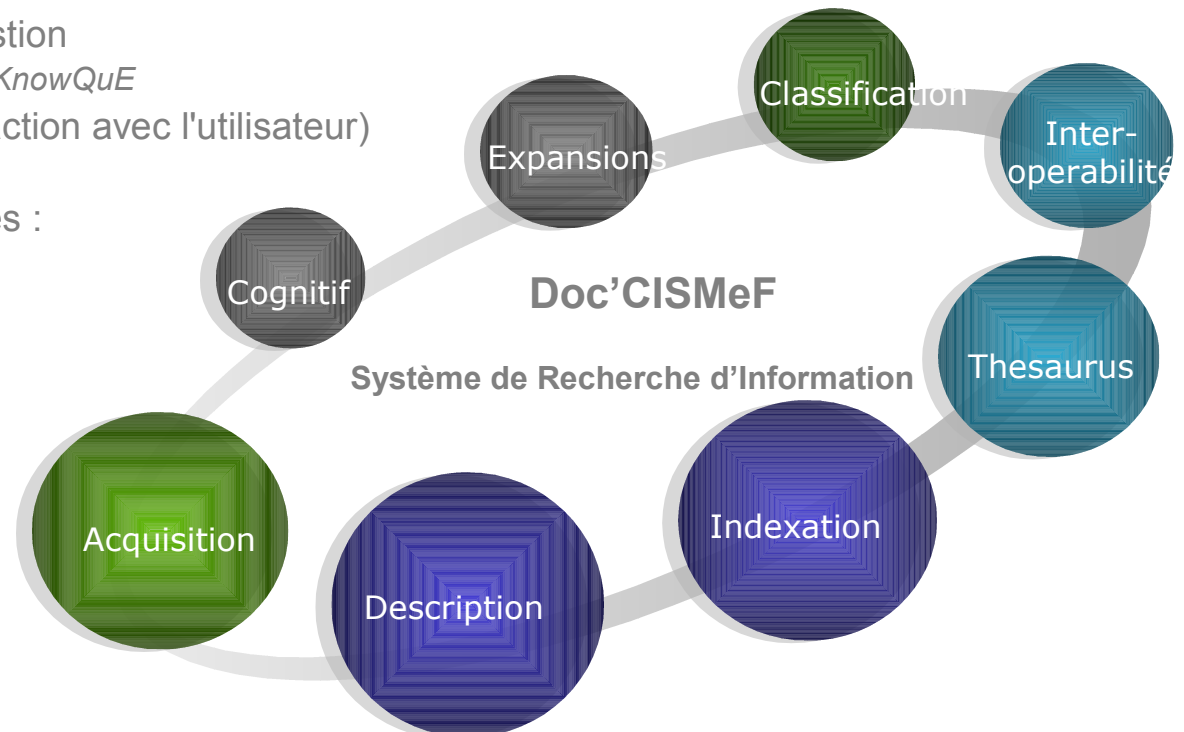 stion
KnowQuE
ction avec l'utilisateur)
es :
Classification
Inter-
operabilité
Expansions
Cognitif
Doc’CISMeF
Système de Recherche d’Information
Thesaurus
Acquisition
Indexation
Description